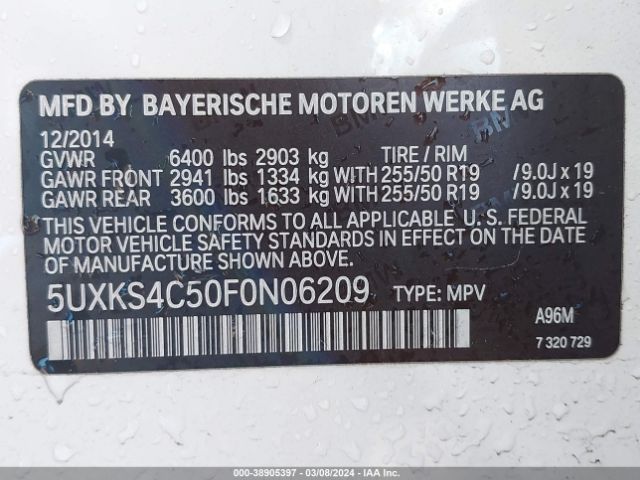 MFD BY BAYERISCHE MOTOREN WERKE AG
12/2014
GVWR 6400 lbs 2903 kg TIRE / RIM
GAWR FRONT 2941 lbs 1334 kg WITH 255/50 R19 /9.0J x 19
GAWR REAR 3600 lbs 1633 kg WITH 255/50 R19 /9.0J x 19
THIS VEHICLE CONFORMS TO ALL APPLICABLE U.S. FEDERAL
MOTOR VEHICLE SAFETY STANDARDS IN EFFECT ON THE DATE
OF MANUFACTURE SHOWN ABOVE.
5UXKS4C50F0N06209 TYPE: MPV
A96M
7 320 729
000-38905397 - 03/08/2024 - COPYRIGHT IAA, LLC.